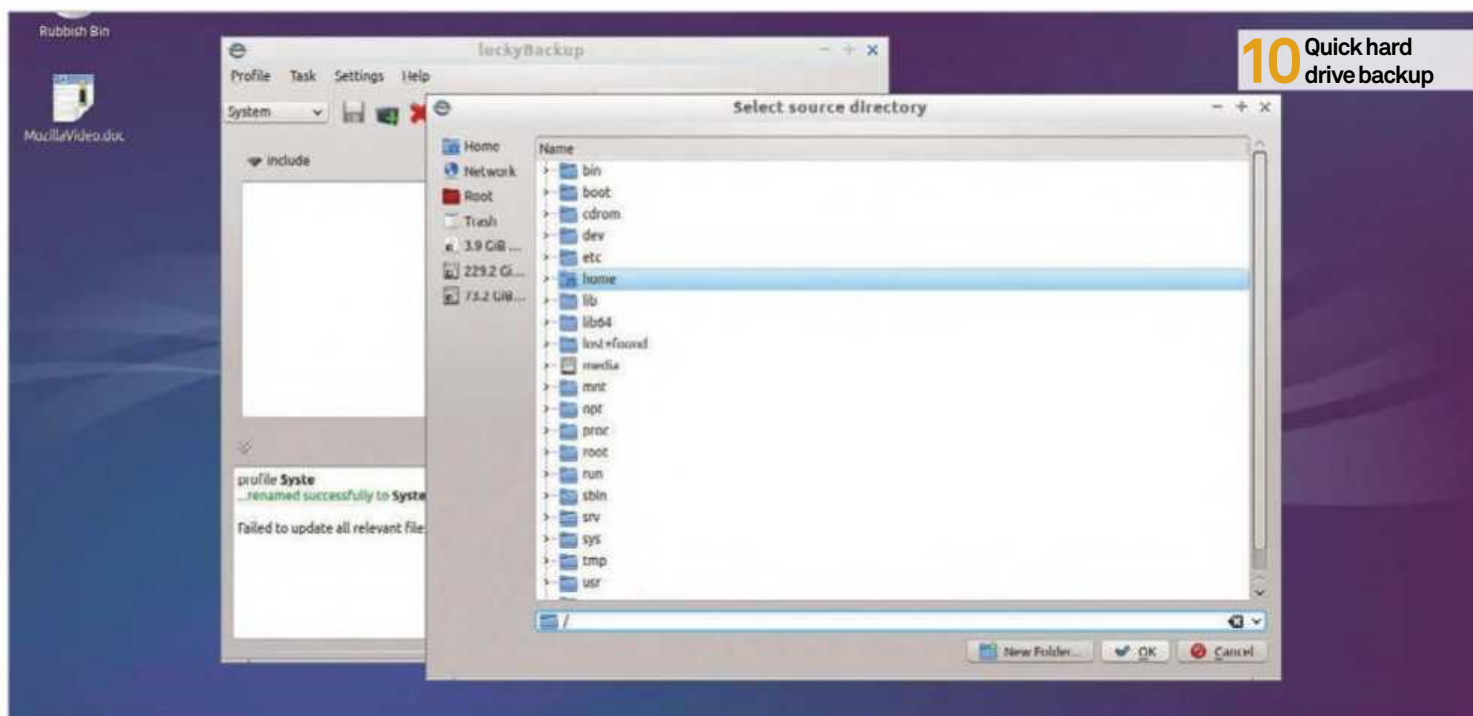 Rubbish Bin
MozillaVideo.doc
10 Quick hard
drive backup
luckyBackup
Profile Task Settings Help
System
include
profile Syste
...renamed successfully to Syste
Failed to update all relevant file
Select source directory
Home
Network
Root
Trash
3.9 GiB ...
229.2 Gi...
73.2 GiB...
Name
bin
boot
cdrom
dev
etc
home
lib
lib64
lost+found
media
mnt
opt
proc
root
run
sbin
srv
sys
tmp
usr
/
New Folder... OK Cancel